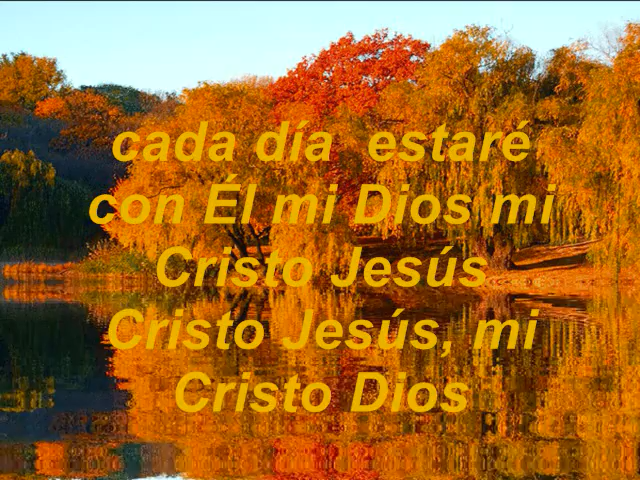 cada día  estaré
con Él mi Dios mi
Cristo Jesús
Cristo Jesús, mi
Cristo Dios